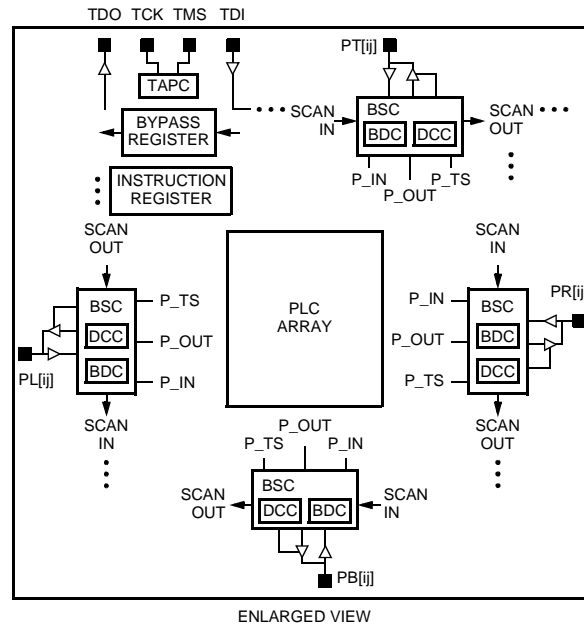 TDO TCK TMS TDI
PT[ij]
TAPC
BYPASS
REGISTER
INSTRUCTION
REGISTER
SCAN
IN
BSC
BDC DCC
SCAN
OUT
P_IN
P_OUT
P_TS
SCAN
OUT
BSC
DCC
BDC
P_TS
P_OUT
P_IN
PL[ij]
SCAN
IN
PLC
ARRAY
SCAN
IN
P_IN
P_OUT
P_TS
BSC
BDC
DCC
PR[ij]
SCAN
OUT
P_OUT
P_TS
P_IN
SCAN
OUT
BSC
DCC BDC
SCAN
IN
PB[ij]
ENLARGED VIEW